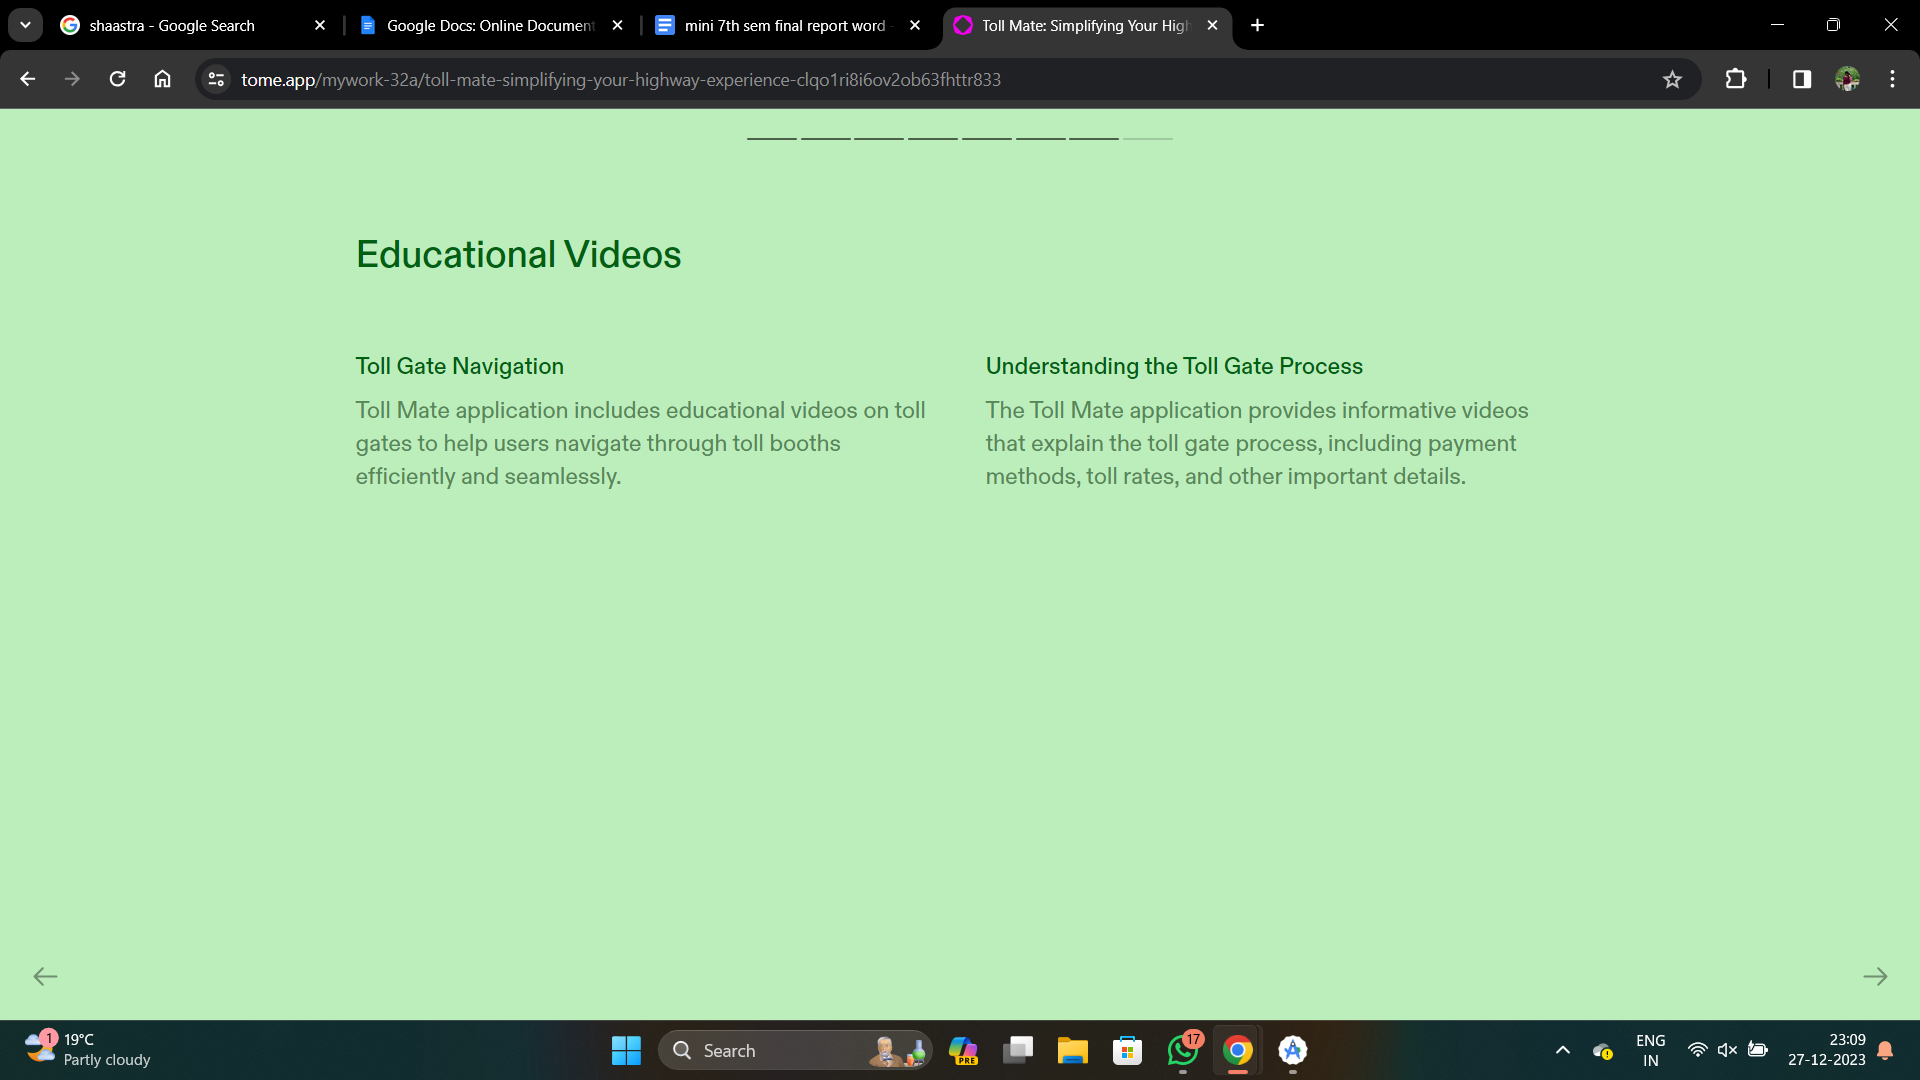 shaastra - Google Search
Google Docs: Online Document
mini 7th sem final report word -
Toll Mate: Simplifying Your High
tome.app/mywork-32a/toll-mate-simplifying-your-highway-experience-clqo1ri8i6ov2ob63fhttr833
Educational Videos
Toll Gate Navigation
Toll Mate application includes educational videos on toll
gates to help users navigate through toll booths
efficiently and seamlessly.
Understanding the Toll Gate Process
The Toll Mate application provides informative videos
that explain the toll gate process, including payment
methods, toll rates, and other important details.
1
19°C
Partly cloudy
Search
PRE
17
ENG
IN
23:09
27-12-2023